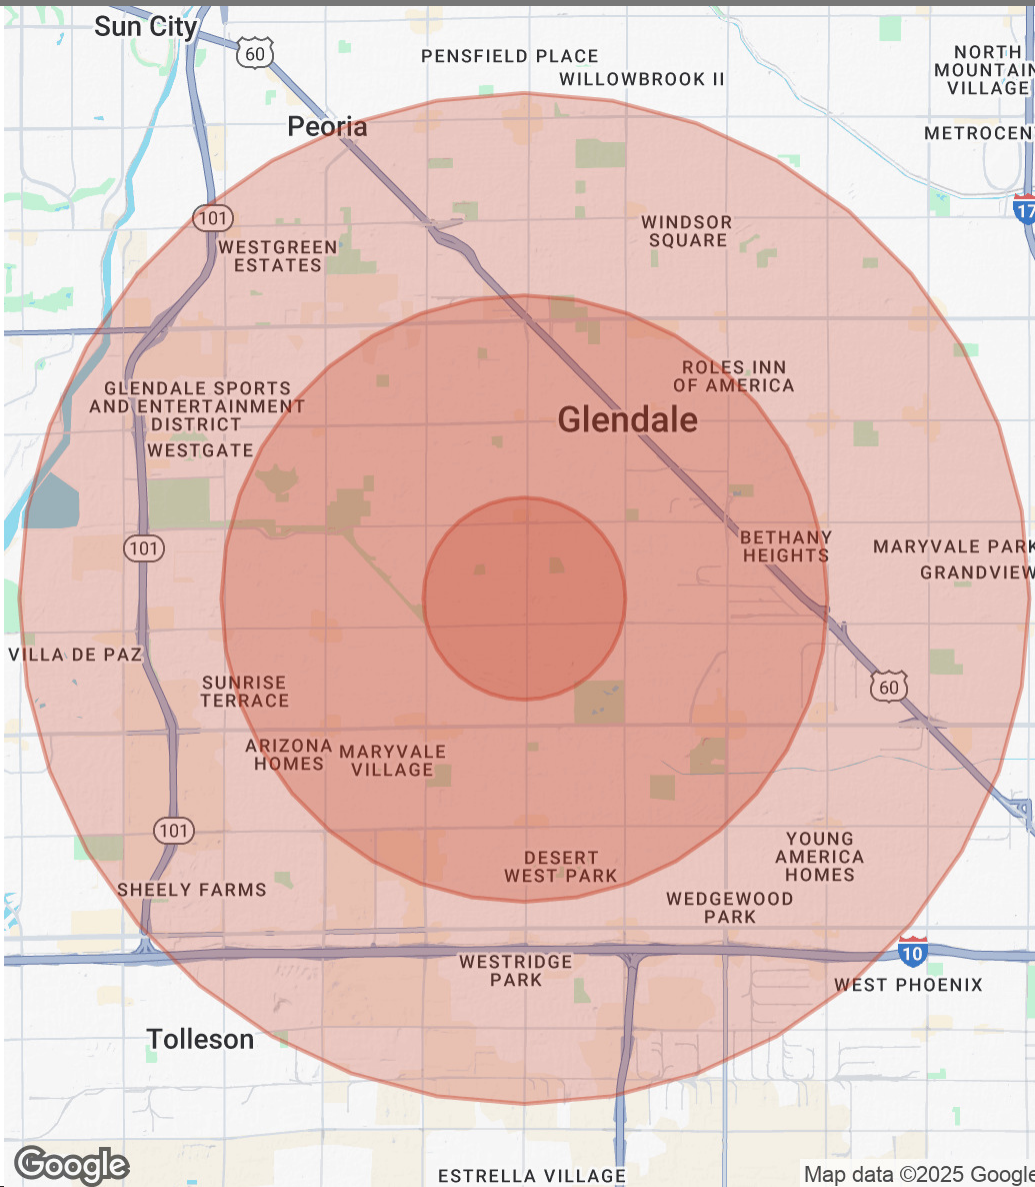 Sun City
60
PENSFIELD PLACE
WILLOWBROOK II
NORTH
MOUNTAIN
VILLAGE
Peoria
METROCEN
101
17
WINDSOR
SQUARE
WESTGREEN
ESTATES
ROLES INN
OF AMERICA
GLENDALE SPORTS
AND ENTERTAINMENT
DISTRICT
Glendale
WESTGATE
101
BETHANY
HEIGHTS
MARYVALE PARK
GRANDVIEW
VILLA DE PAZ
SUNRISE
TERRACE
60
ARIZONA
HOMES
MARYVALE
VILLAGE
101
YOUNG
AMERICA
HOMES
DESERT
WEST PARK
SHEELY FARMS
WEDGEWOOD
PARK
10
WESTRIDGE
PARK
WEST PHOENIX
Tolleson
Google
ESTRELLA VILLAGE
Map data ©2025 Google